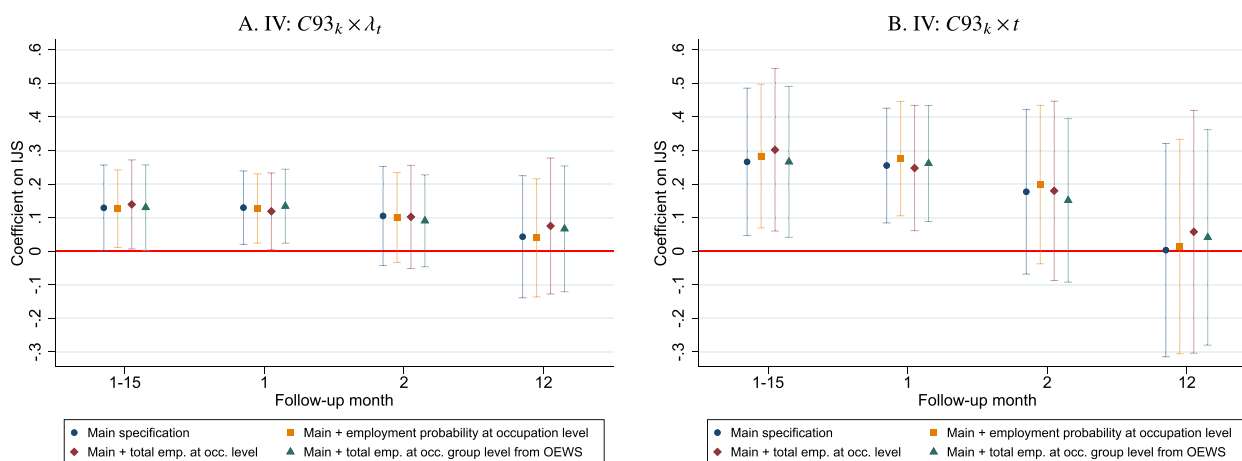 A. IV: C93ₖ × λₜ
.6
.5
.4
.3
.2
.1
0
-.1
-.2
-.3
Coefficient on IJS
1-15
1
2
12
Follow-up month
Main specification
Main + employment probability at occupation level
Main + total emp. at occ. level
Main + total emp. at occ. group level from OEWS
B. IV: C93ₖ × t
.6
.5
.4
.3
.2
.1
0
-.1
-.2
-.3
Coefficient on IJS
1-15
1
2
12
Follow-up month
Main specification
Main + employment probability at occupation level
Main + total emp. at occ. level
Main + total emp. at occ. group level from OEWS